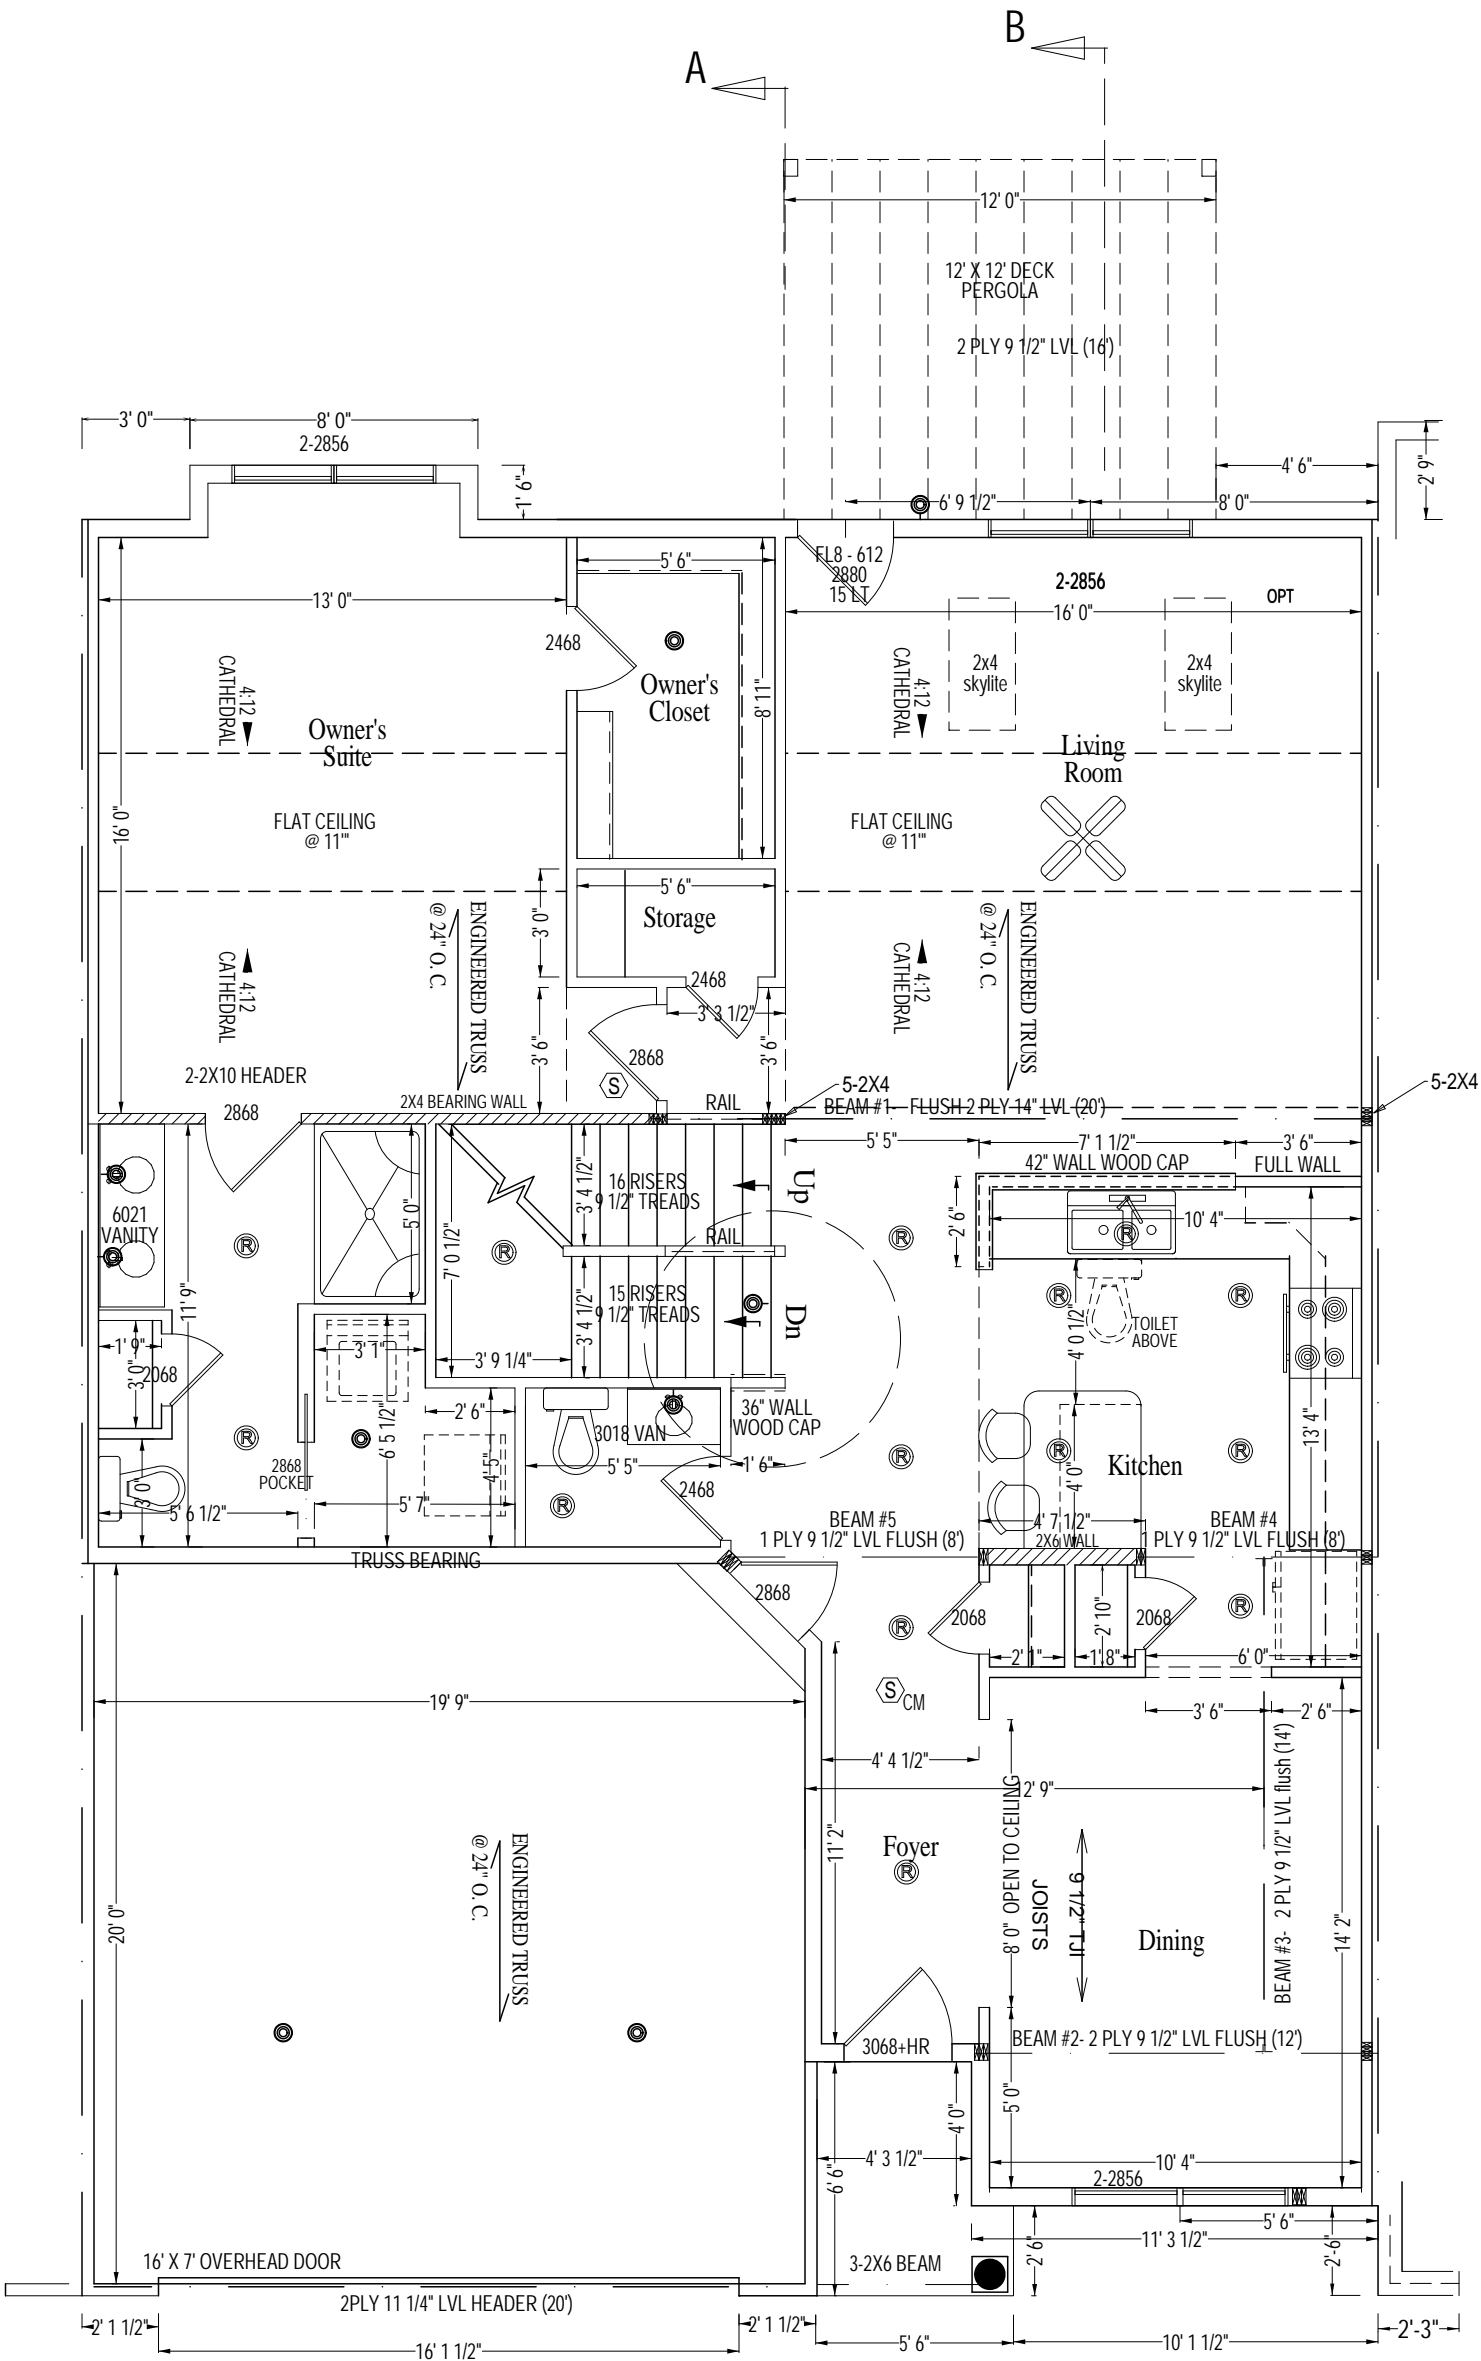 B
A
12' 0"
12' X 12' DECK
PERGOLA
2 PLY 9 1/2" LVL (16')
3' 0"
8' 0"
2-2856
1' 6"
4' 6"
2' 9"
6' 9 1/2"
8' 0"
FL8 - 612
2880
15 LT
5' 6"
13' 0"
2-2856
OPT
16' 0"
2468
2x4
skylite
2x4
skylite
CATHEDRAL
4:12
Owner's
Closet
8' 11"
CATHEDRAL
4:12
Owner's
Suite
Living
Room
16' 0"
FLAT CEILING
@ 11'"
FLAT CEILING
@ 11'"
5' 6"
Storage
3' 0"
ENGINEERED TRUSS
@ 24" O. C.
ENGINEERED TRUSS
@ 24" O. C.
CATHEDRAL
4:12
CATHEDRAL
4:12
2468
3' 3 1/2"
3' 6"
3' 6"
2868
S
2-2X10 HEADER
2868
2X4 BEARING WALL
RAIL
5-2X4
BEAM #1- FLUSH 2 PLY 14" LVL (20')
5-2X4
5' 5"
7' 1 1/2"
3' 6"
42" WALL WOOD CAP
FULL WALL
6021
VANITY
5' 0"
7' 0 1/2"
3' 4 1/2"
16 RISERS
9 1/2" TREADS
Up
2' 6"
10' 4"
R
R
RAIL
R
R
11' 9"
3' 4 1/2"
15 RISERS
9 1/2" TREADS
Dn
R
R
4' 0 1/2"
TOILET
ABOVE
1' 9"
3' 0"
2068
3' 1"
3' 9 1/4"
13' 4"
2' 6"
6' 5 1/2"
3018 VAN
36" WALL
WOOD CAP
R
R
R
R
Kitchen
2868
POCKET
4' 5"
5' 5"
1' 6"
2468
4' 0"
3' 0"
5' 6 1/2"
5' 7"
R
BEAM #5
1 PLY 9 1/2" LVL FLUSH (8')
4' 7 1/2"
2X6 WALL
BEAM #4
1 PLY 9 1/2" LVL FLUSH (8')
TRUSS BEARING
2868
2068
2' 10"
2068
R
R
2' 1"
1' 8"
6' 0"
S
CM
19' 9"
3' 6"
2' 6"
4' 4 1/2"
12' 9"
11' 2"
Foyer
R
8' 0" OPEN TO CEILING
9 1/2" TJI
JOISTS
BEAM #3- 2 PLY 9 1/2" LVL flush (14')
14' 2"
Dining
20' 0"
ENGINEERED TRUSS
@ 24" O. C.
3068+HR
BEAM #2- 2 PLY 9 1/2" LVL FLUSH (12')
5' 0"
4' 0"
4' 3 1/2"
6' 6"
10' 4"
2-2856
5' 6"
11' 3 1/2"
2' 6"
2'-6"
16' X 7' OVERHEAD DOOR
3-2X6 BEAM
2PLY 11 1/4" LVL HEADER (20')
2' 1 1/2"
16' 1 1/2"
2' 1 1/2"
5' 6"
10' 1 1/2"
2'-3"